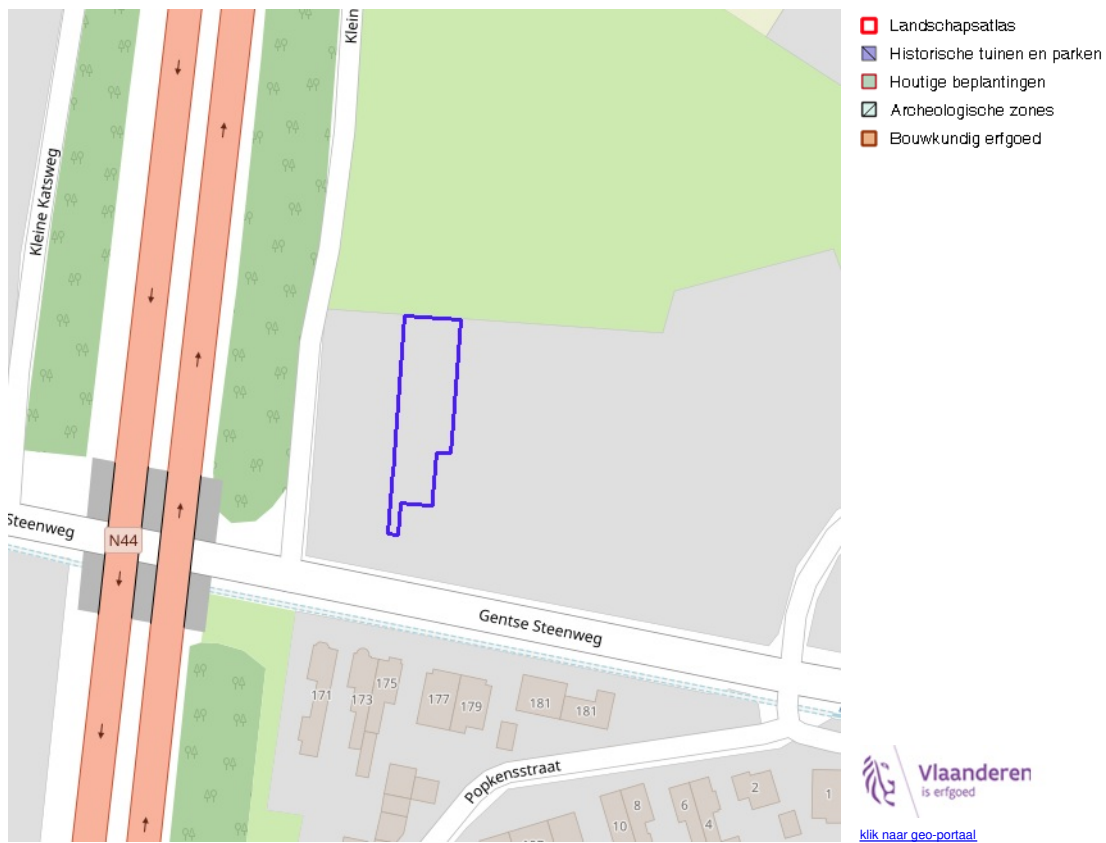 Klein
Kleine Katsweg
Steenweg
N44
Gentse Steenweg
171
173
175
177
179
181
181
Popkensstraat
8
10
6
4
2
1
Landschapsatlas
Historische tuinen en parken
Houtige beplantingen
Archeologische zones
Bouwkundig erfgoed
Vlaanderen
is erfgoed
klik naar geo-portaal